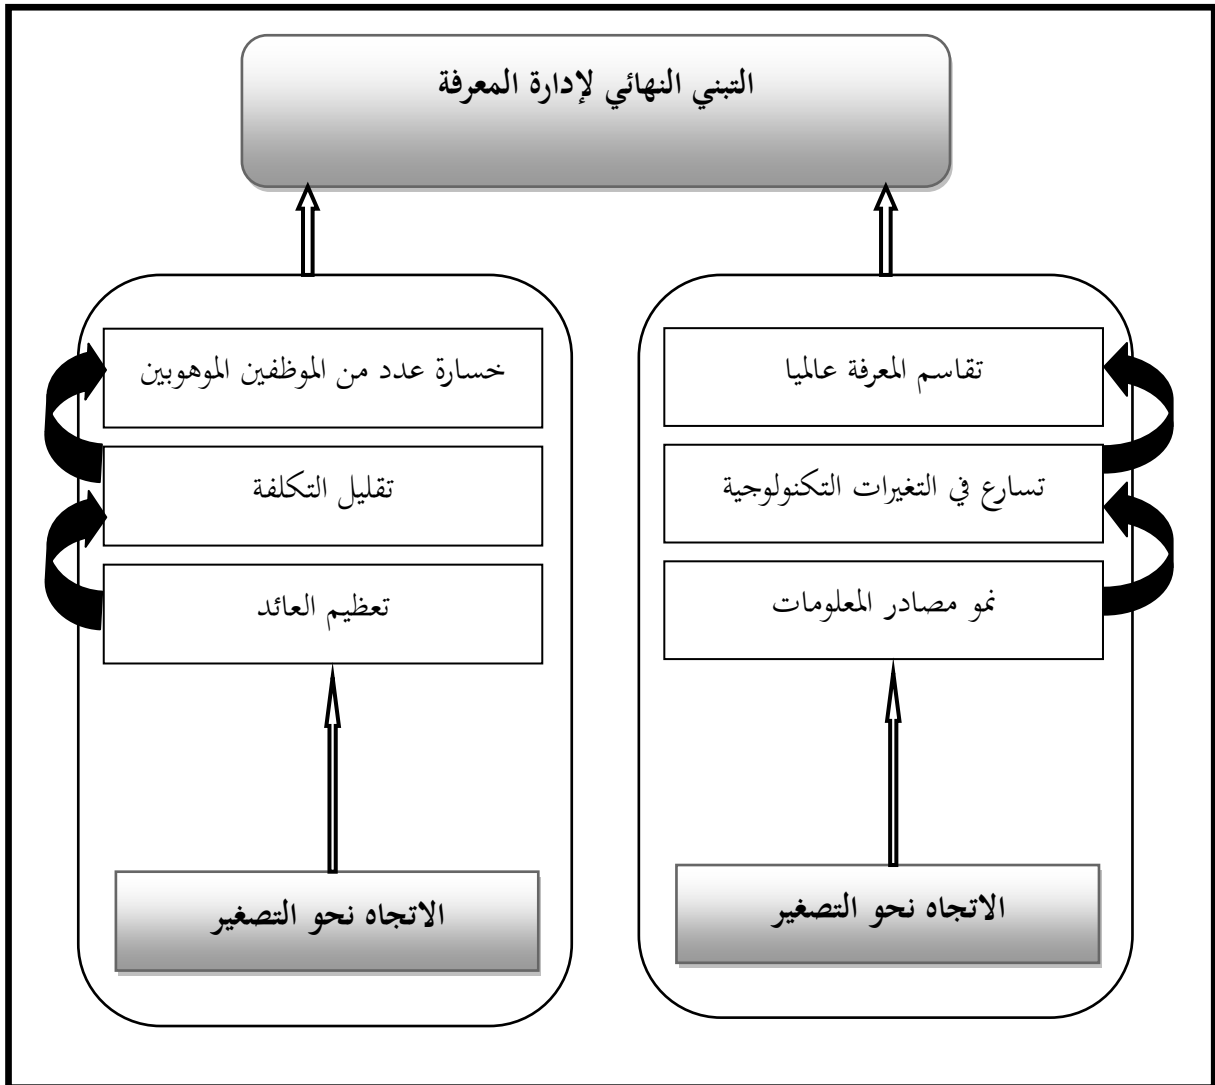 التبني النهائي لإدارة المعرفة
تقاسم المعرفة عالميا
تسارع في التغيرات التكنولوجية
نمو مصادر المعلومات
الاتجاه نحو التصغير
خسارة عدد من الموظفين الموهوبين
تقليل التكلفة
تعظيم العائد
الاتجاه نحو التصغير